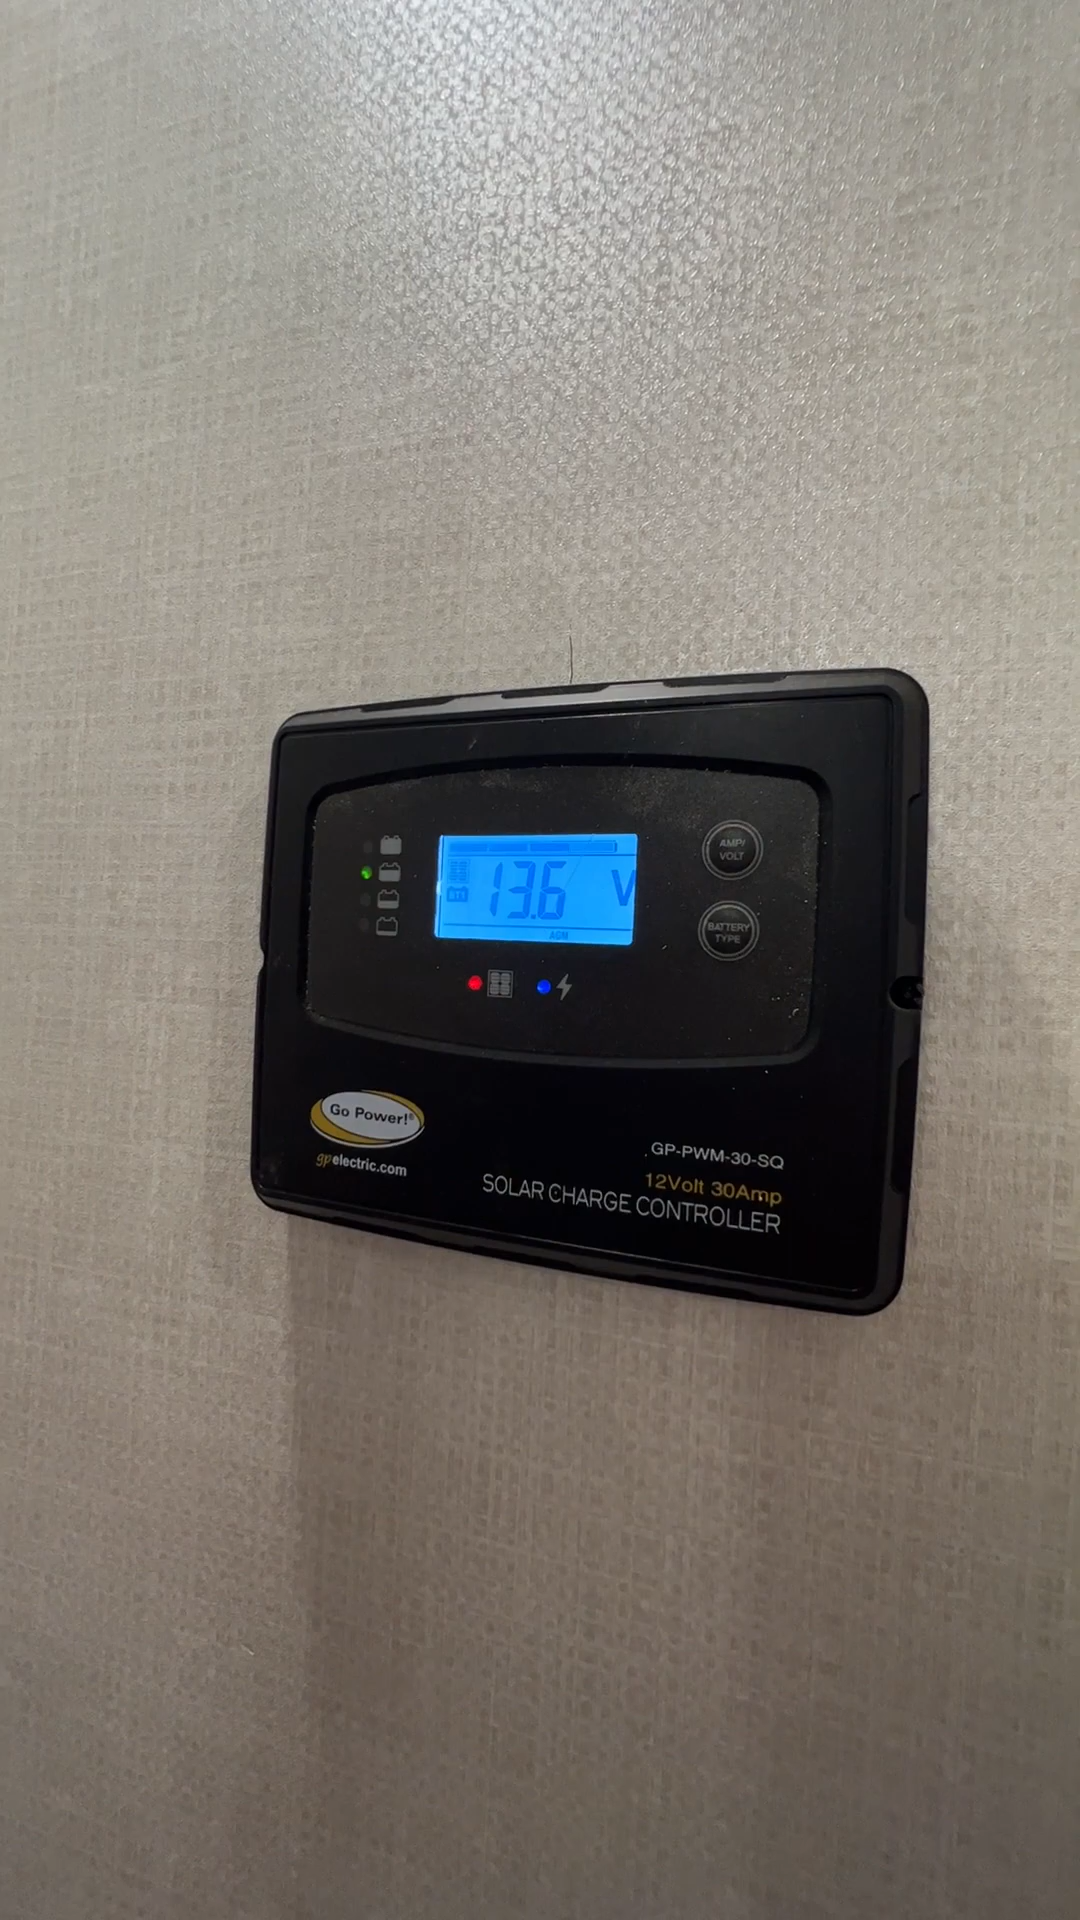 13.6 V
AGM
AMP/
VOLT
BATTERY
TYPE
Go Power!®
gpelectric.com
GP-PWM-30-SQ
12Volt 30Amp
SOLAR CHARGE CONTROLLER